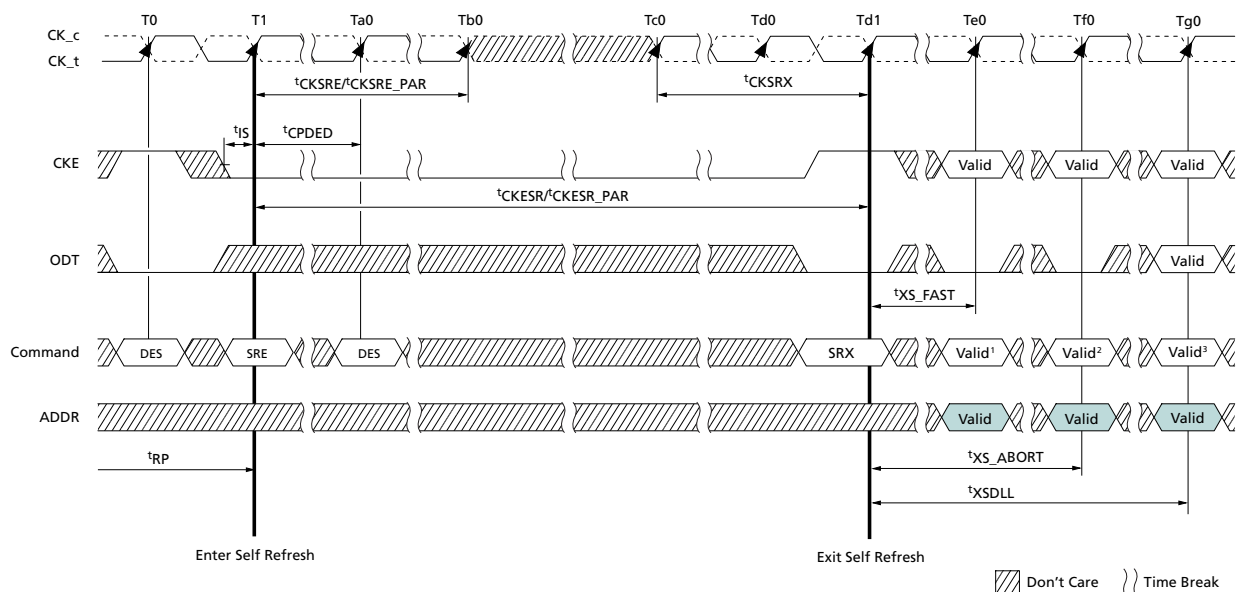 T0 T1 Ta0 Tb0 Tc0 Td0 Td1 Te0 Tf0 Tg0
CK_c
CK_t
tCKSRE/tCKSRE_PAR tCKSRX
tIS tCPDED
CKE Valid Valid Valid
tCKESR/tCKESR_PAR
ODT Valid
tXS_FAST
Command DES SRE DES SRX Valid1 Valid2 Valid3
ADDR Valid Valid Valid
tRP tXS_ABORT
tXSDLL
Enter Self Refresh Exit Self Refresh
Don't Care Time Break